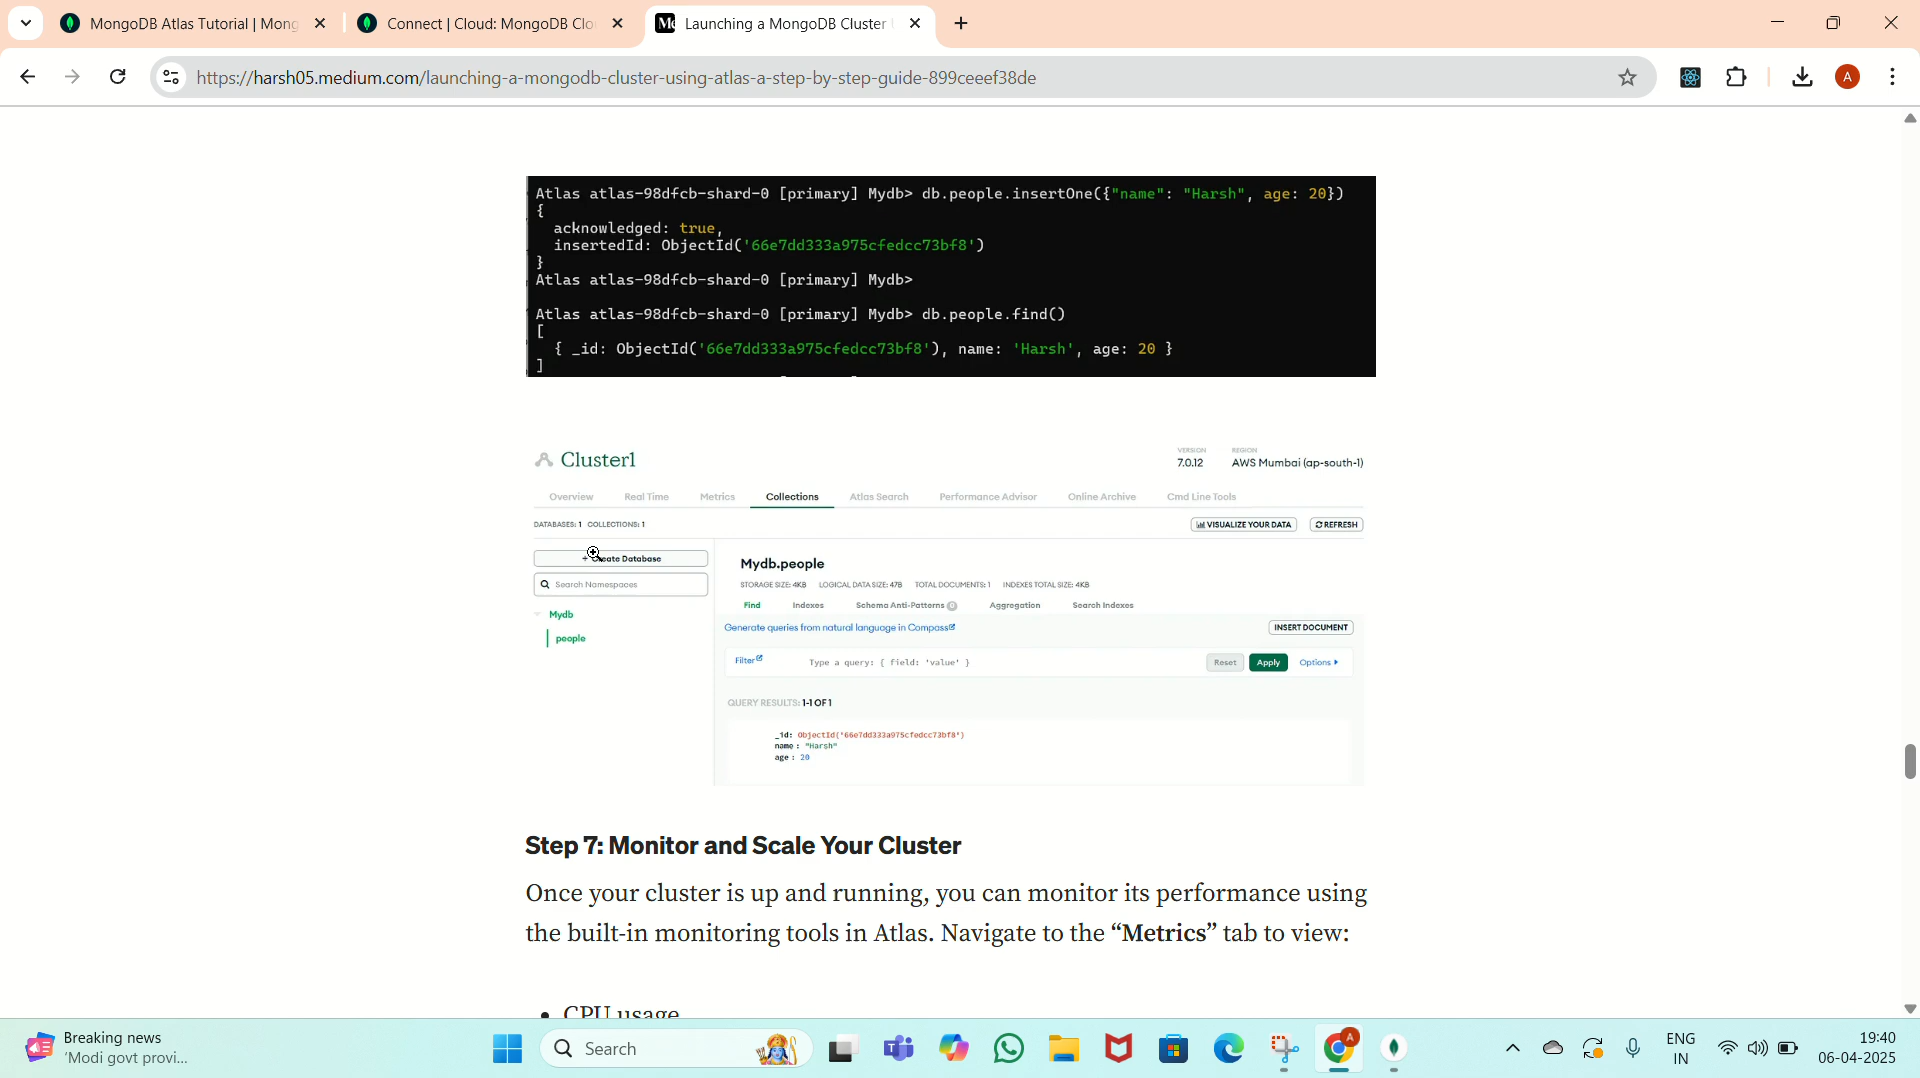 MongoDB Atlas Tutorial | Mong
Connect | Cloud: MongoDB Clo
Launching a MongoDB Cluster
https://harsh05.medium.com/launching-a-mongodb-cluster-using-atlas-a-step-by-step-guide-899ceeef38de
A
Atlas atlas-98dfcb-shard-0 [primary] Mydb> db.people.insertOne({"name": "Harsh", age: 20})
{
acknowledged: true,
insertedId: ObjectId('66e7dd333a975cfedcc73bf8')
}
Atlas atlas-98dfcb-shard-0 [primary] Mydb>
Atlas atlas-98dfcb-shard-0 [primary] Mydb> db.people.find()
[
{ _id: ObjectId('66e7dd333a975cfedcc73bf8'), name: 'Harsh', age: 20 }
]
Cluster1
VERSION
7.0.12
REGION
AWS Mumbai (ap-south-1)
Overview Real Time Metrics Collections Atlas Search Performance Advisor Online Archive Cmd Line Tools
DATABASES: 1 COLLECTIONS: 1
VISUALIZE YOUR DATA
REFRESH
+ Create Database
Search Namespaces
Mydb
people
Mydb.people
STORAGE SIZE: 4KB LOGICAL DATA SIZE: 47B TOTAL DOCUMENTS: 1 INDEXES TOTAL SIZE: 4KB
Find Indexes Schema Anti-Patterns 0 Aggregation Search Indexes
Generate queries from natural language in Compass
INSERT DOCUMENT
Filter Type a query: { field: 'value' } Reset Apply Options
QUERY RESULTS: 1-1 OF 1
_id: ObjectId('66e7dd333a975cfedcc73bf8')
name: "Harsh"
age: 20
Step 7: Monitor and Scale Your Cluster
Once your cluster is up and running, you can monitor its performance using
the built-in monitoring tools in Atlas. Navigate to the “Metrics” tab to view:
• CPU usage
Breaking news
'Modi govt provi...
Search
A
ENG
IN
19:40
06-04-2025